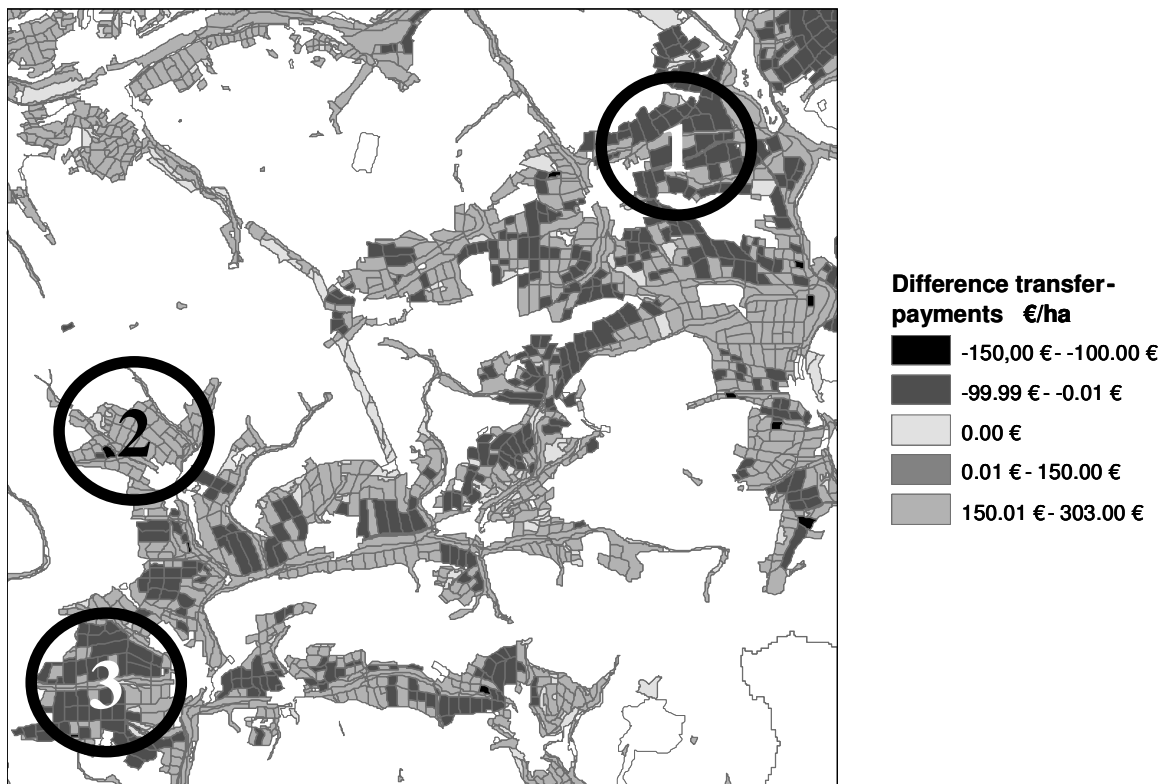 1
2
3
Difference transfer-
payments €/ha
-150,00 € - -100.00 €
-99.99 € - -0.01 €
0.00 €
0.01 € - 150.00 €
150.01 € - 303.00 €